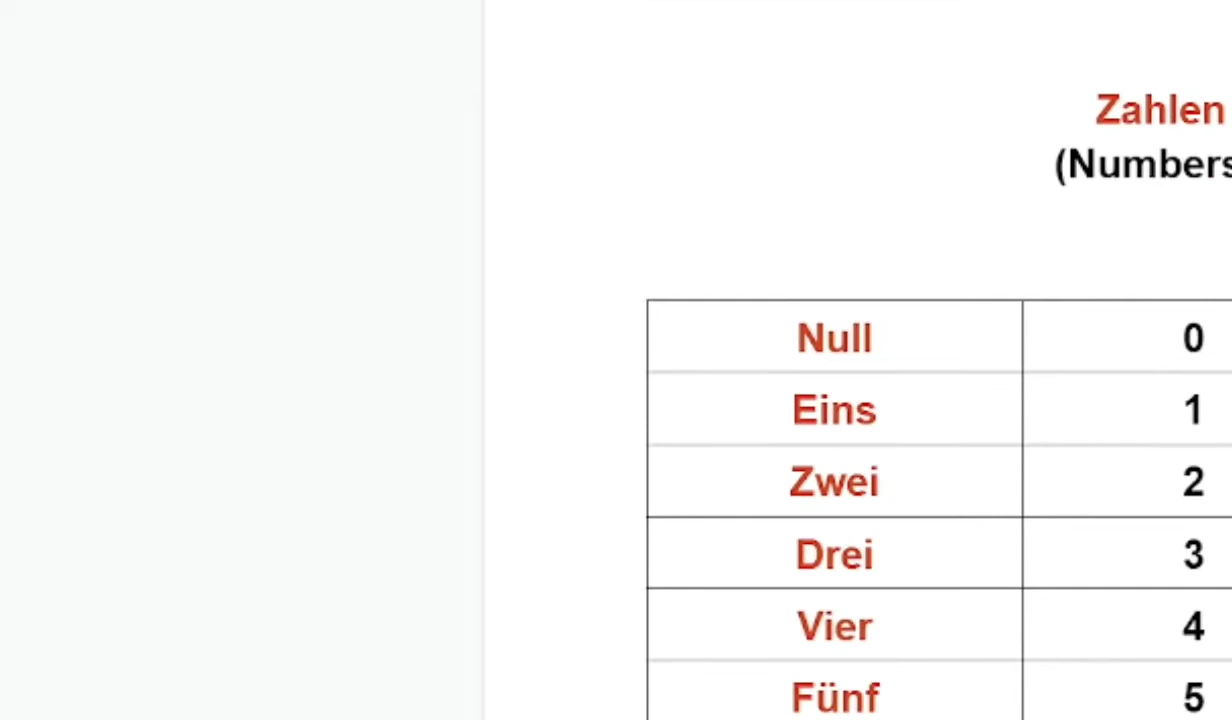 Zahlen
(Numbers
Null 0
Eins 1
Zwei 2
Drei 3
Vier 4
Fünf 5